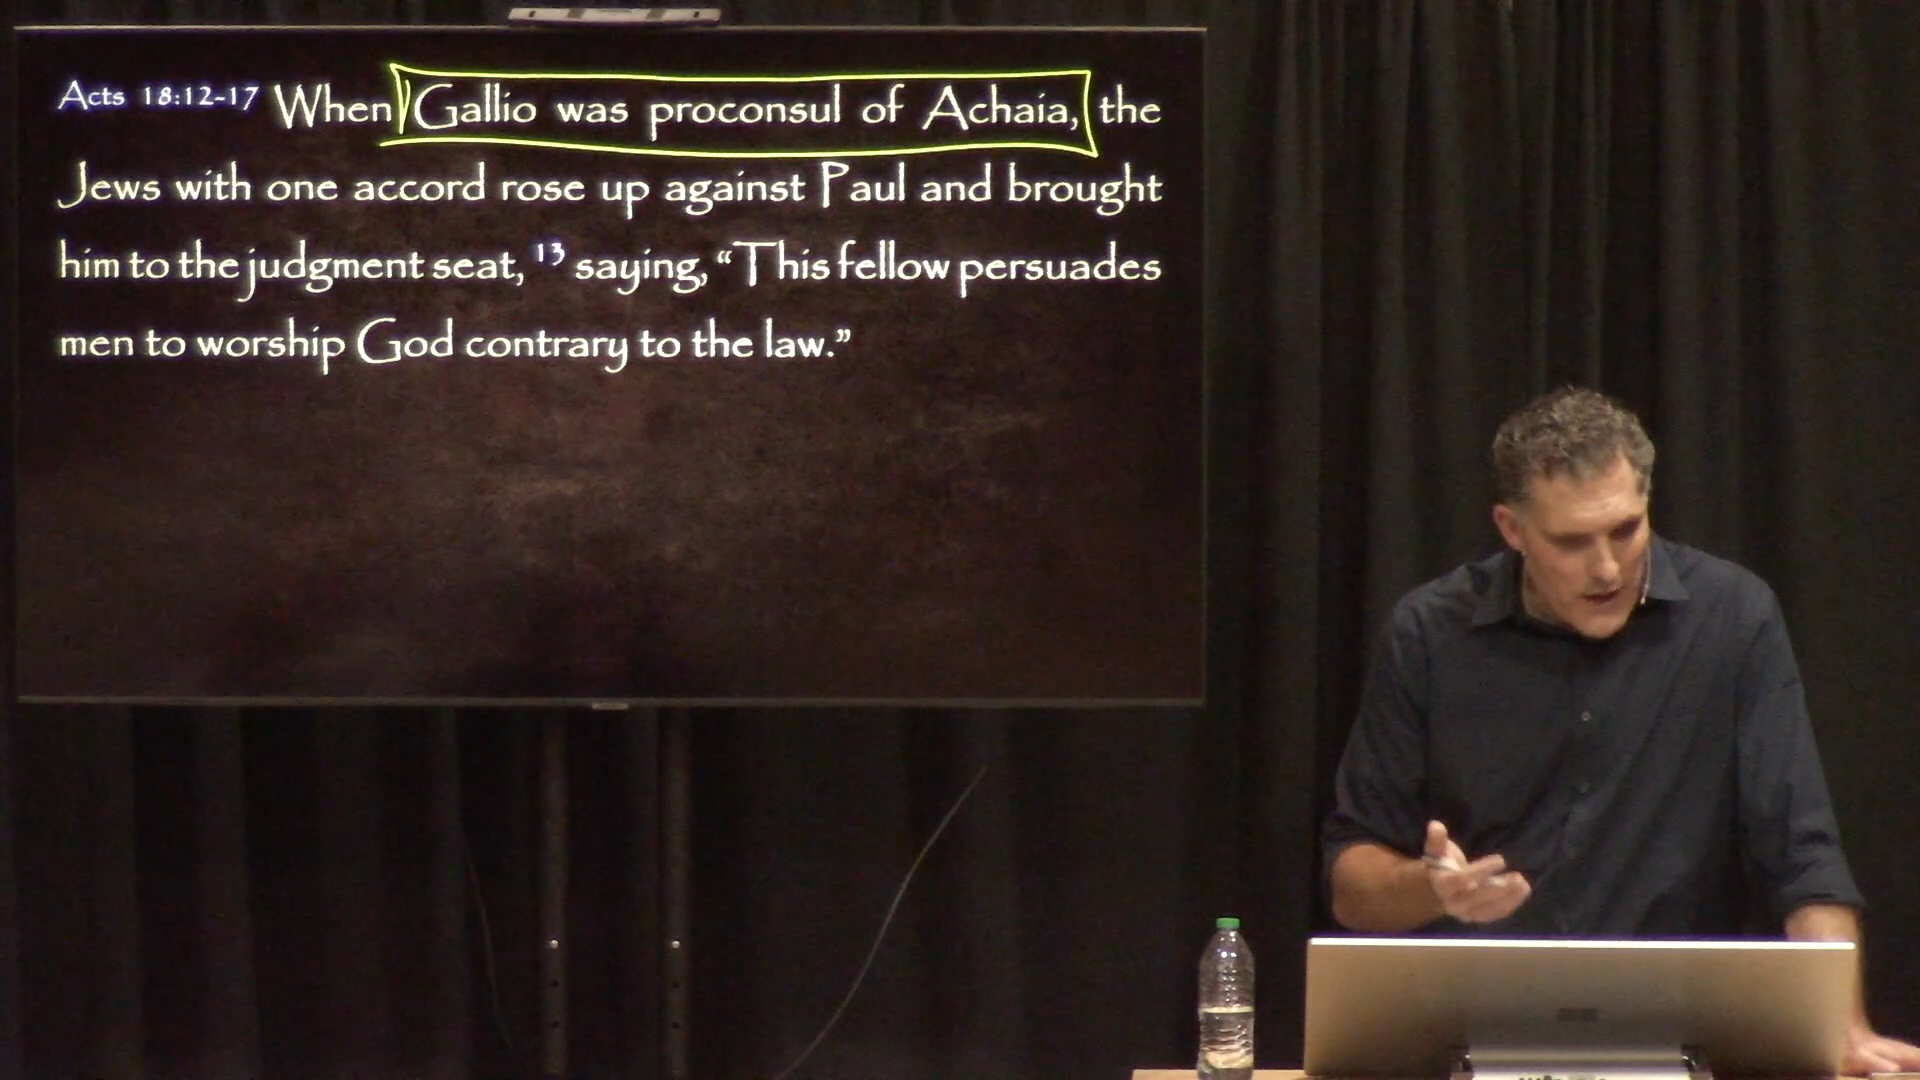 Acts 18:12-17 When Gallio was proconsul of Achaia, the
Jews with one accord rose up against Paul and brought
him to the judgment seat, 13 saying, “This fellow persuades
men to worship God contrary to the law.”